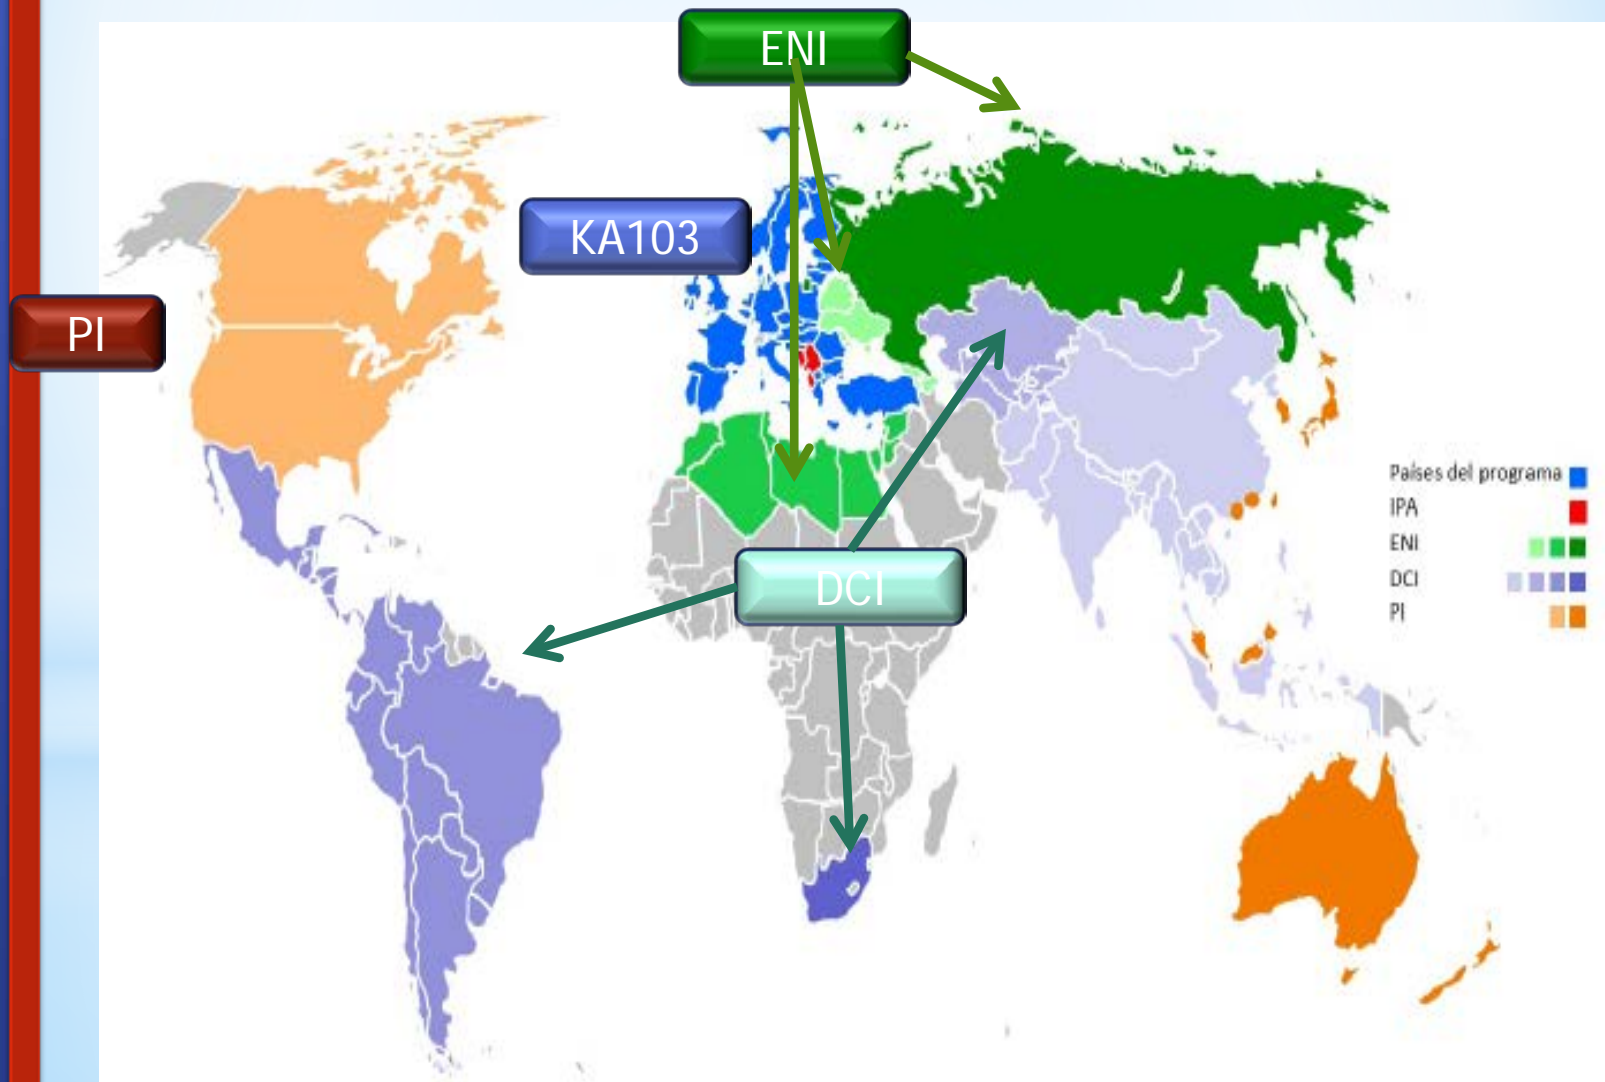 ENI
KA103
PI
DCI
Países del programa
IPA
ENI
DCI
PI